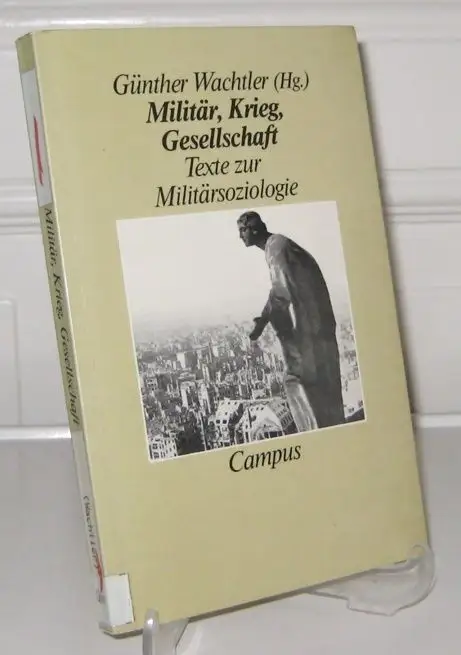 Günther Wachtler (Hg.)
Militär, Krieg,
Gesellschaft
Texte zur
Militärsoziologie
Campus
Militär, Krieg, Gesellschaft